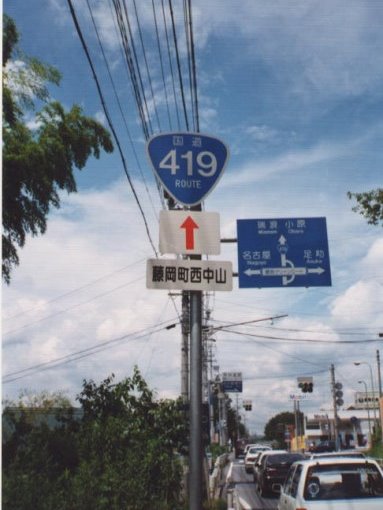 国道
419
ROUTE
藤岡町西中山
瑞浪 小原
Mizunami Obara
名古屋 足助
Nagoya Asuke